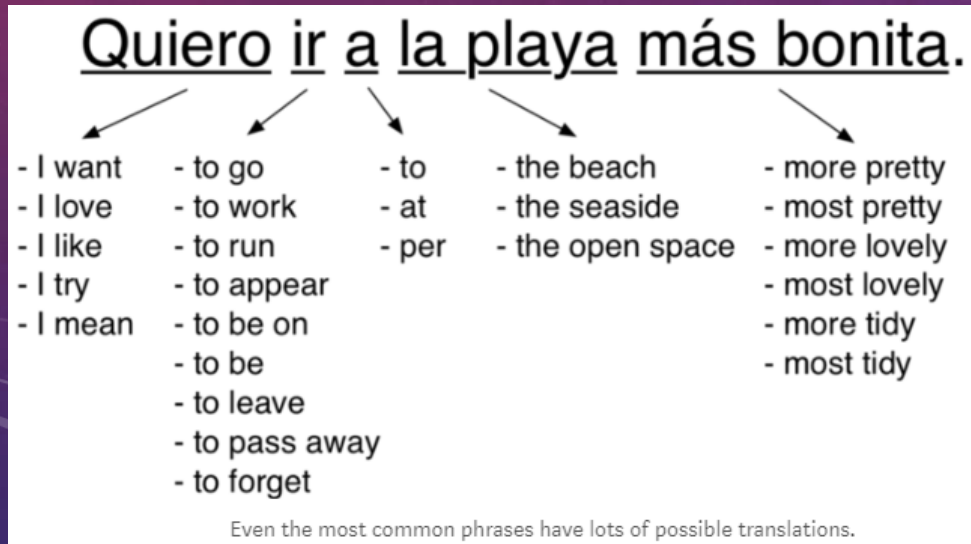 Quiero ir a la playa más bonita.
- I want
- I love
- I like
- I try
- I mean
- to go
- to work
- to run
- to appear
- to be on
- to be
- to leave
- to pass away
- to forget
- to
- at
- per
- the beach
- the seaside
- the open space
- more pretty
- most pretty
- more lovely
- most lovely
- more tidy
- most tidy
Even the most common phrases have lots of possible translations.